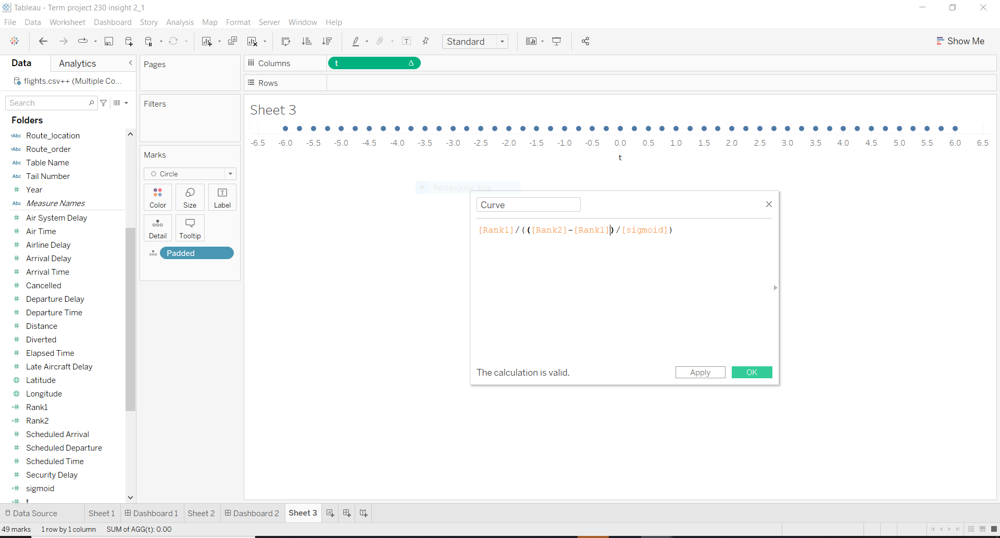 Tableau - Term project 230 insight 2_1
File Data Worksheet Dashboard Story Analysis Map Format Server Window Help
Standard
Show Me
Data
Analytics
flights.csv++ (Multiple Co...
Search
Folders
=Abc Route_location
=Abc Route_order
Abc Table Name
Abc Tail Number
# Year
Abc Measure Names
# Air System Delay
# Air Time
# Airline Delay
# Arrival Delay
# Arrival Time
# Cancelled
# Departure Delay
# Departure Time
# Distance
# Diverted
# Elapsed Time
# Late Aircraft Delay
Latitude
Longitude
=# Rank1
=# Rank2
# Scheduled Arrival
# Scheduled Departure
# Scheduled Time
# Security Delay
=# sigmoid
=# t
Pages
Filters
Marks
Circle
Color Size Label
Detail Tooltip
Padded
Columns
t Δ
Rows
Sheet 3
-6.5 -6.0 -5.5 -5.0 -4.5 -4.0 -3.5 -3.0 -2.5 -2.0 -1.5 -1.0 -0.5 0.0 0.5 1.0 1.5 2.0 2.5 3.0 3.5 4.0 4.5 5.0 5.5 6.0 6.5
t
Rectangular Snip
Curve
[Rank1]/(([Rank2]-[Rank1])/[sigmoid])
The calculation is valid.
Apply
OK
Data Source Sheet 1 Dashboard 1 Sheet 2 Dashboard 2 Sheet 3
49 marks 1 row by 1 column SUM of AGG(t): 0.00